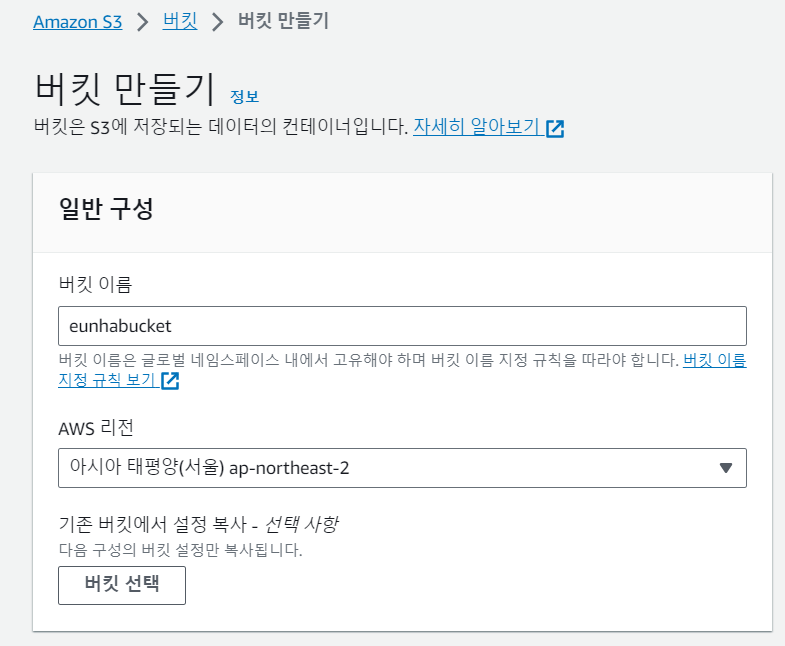 Amazon S3 > 버킷 > 버킷 만들기
버킷 만들기 정보
버킷은 S3에 저장되는 데이터의 컨테이너입니다. 자세히 알아보기
일반 구성
버킷 이름
eunhabucket
버킷 이름은 글로벌 네임스페이스 내에서 고유해야 하며 버킷 이름 지정 규칙을 따라야 합니다. 버킷 이름
지정 규칙 보기
AWS 리전
아시아 태평양(서울) ap-northeast-2
기존 버킷에서 설정 복사 - 선택 사항
다음 구성의 버킷 설정만 복사됩니다.
버킷 선택